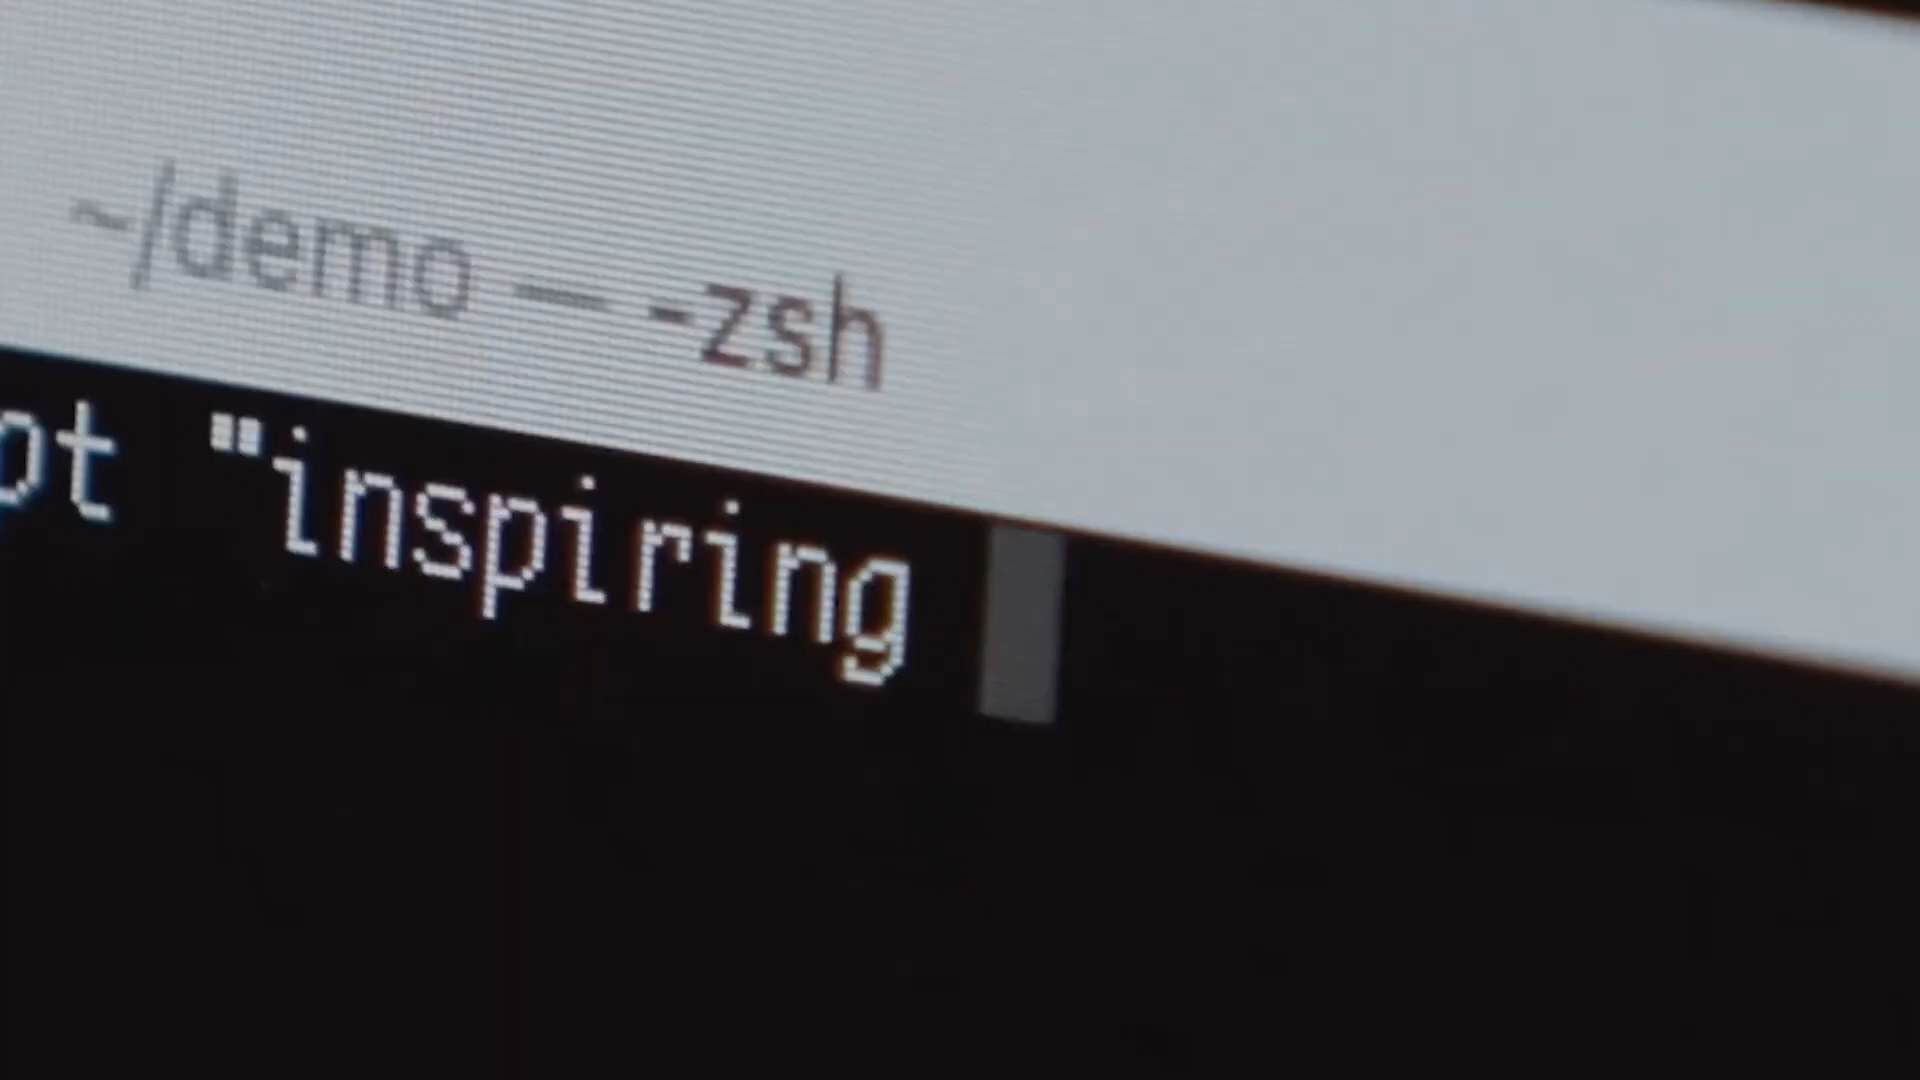 ~/demo — -zsh
pt "inspiring